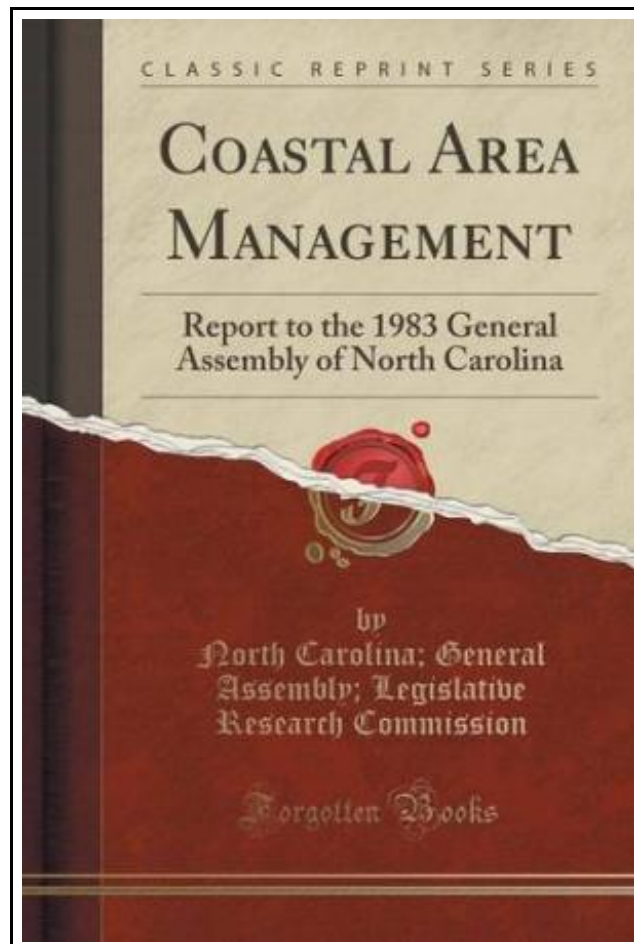 CLASSIC REPRINT SERIES
COASTAL AREA
MANAGEMENT
Report to the 1983 General
Assembly of North Carolina
F
by
North Carolina; General
Assembly; Legislative
Research Commission
Forgotten Books